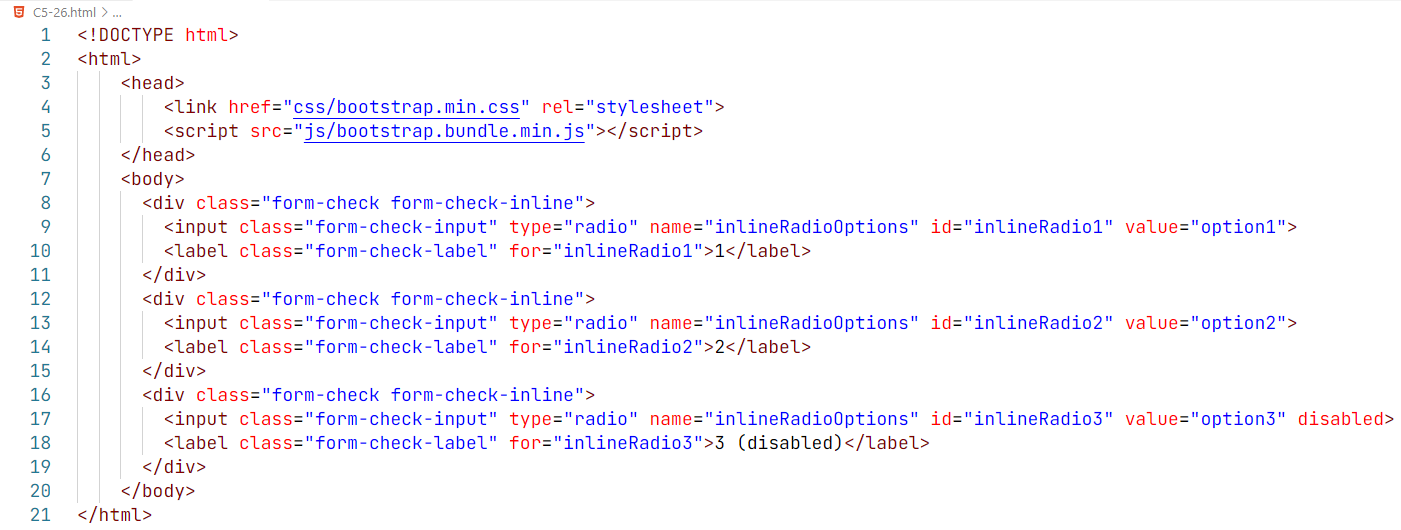 C5-26.html > ...
1 <!DOCTYPE html>
2 <html>
3 <head>
4 <link href="css/bootstrap.min.css" rel="stylesheet">
5 <script src="js/bootstrap.bundle.min.js"></script>
6 </head>
7 <body>
8 <div class="form-check form-check-inline">
9 <input class="form-check-input" type="radio" name="inlineRadioOptions" id="inlineRadio1" value="option1">
10 <label class="form-check-label" for="inlineRadio1">1</label>
11 </div>
12 <div class="form-check form-check-inline">
13 <input class="form-check-input" type="radio" name="inlineRadioOptions" id="inlineRadio2" value="option2">
14 <label class="form-check-label" for="inlineRadio2">2</label>
15 </div>
16 <div class="form-check form-check-inline">
17 <input class="form-check-input" type="radio" name="inlineRadioOptions" id="inlineRadio3" value="option3" disabled>
18 <label class="form-check-label" for="inlineRadio3">3 (disabled)</label>
19 </div>
20 </body>
21 </html>